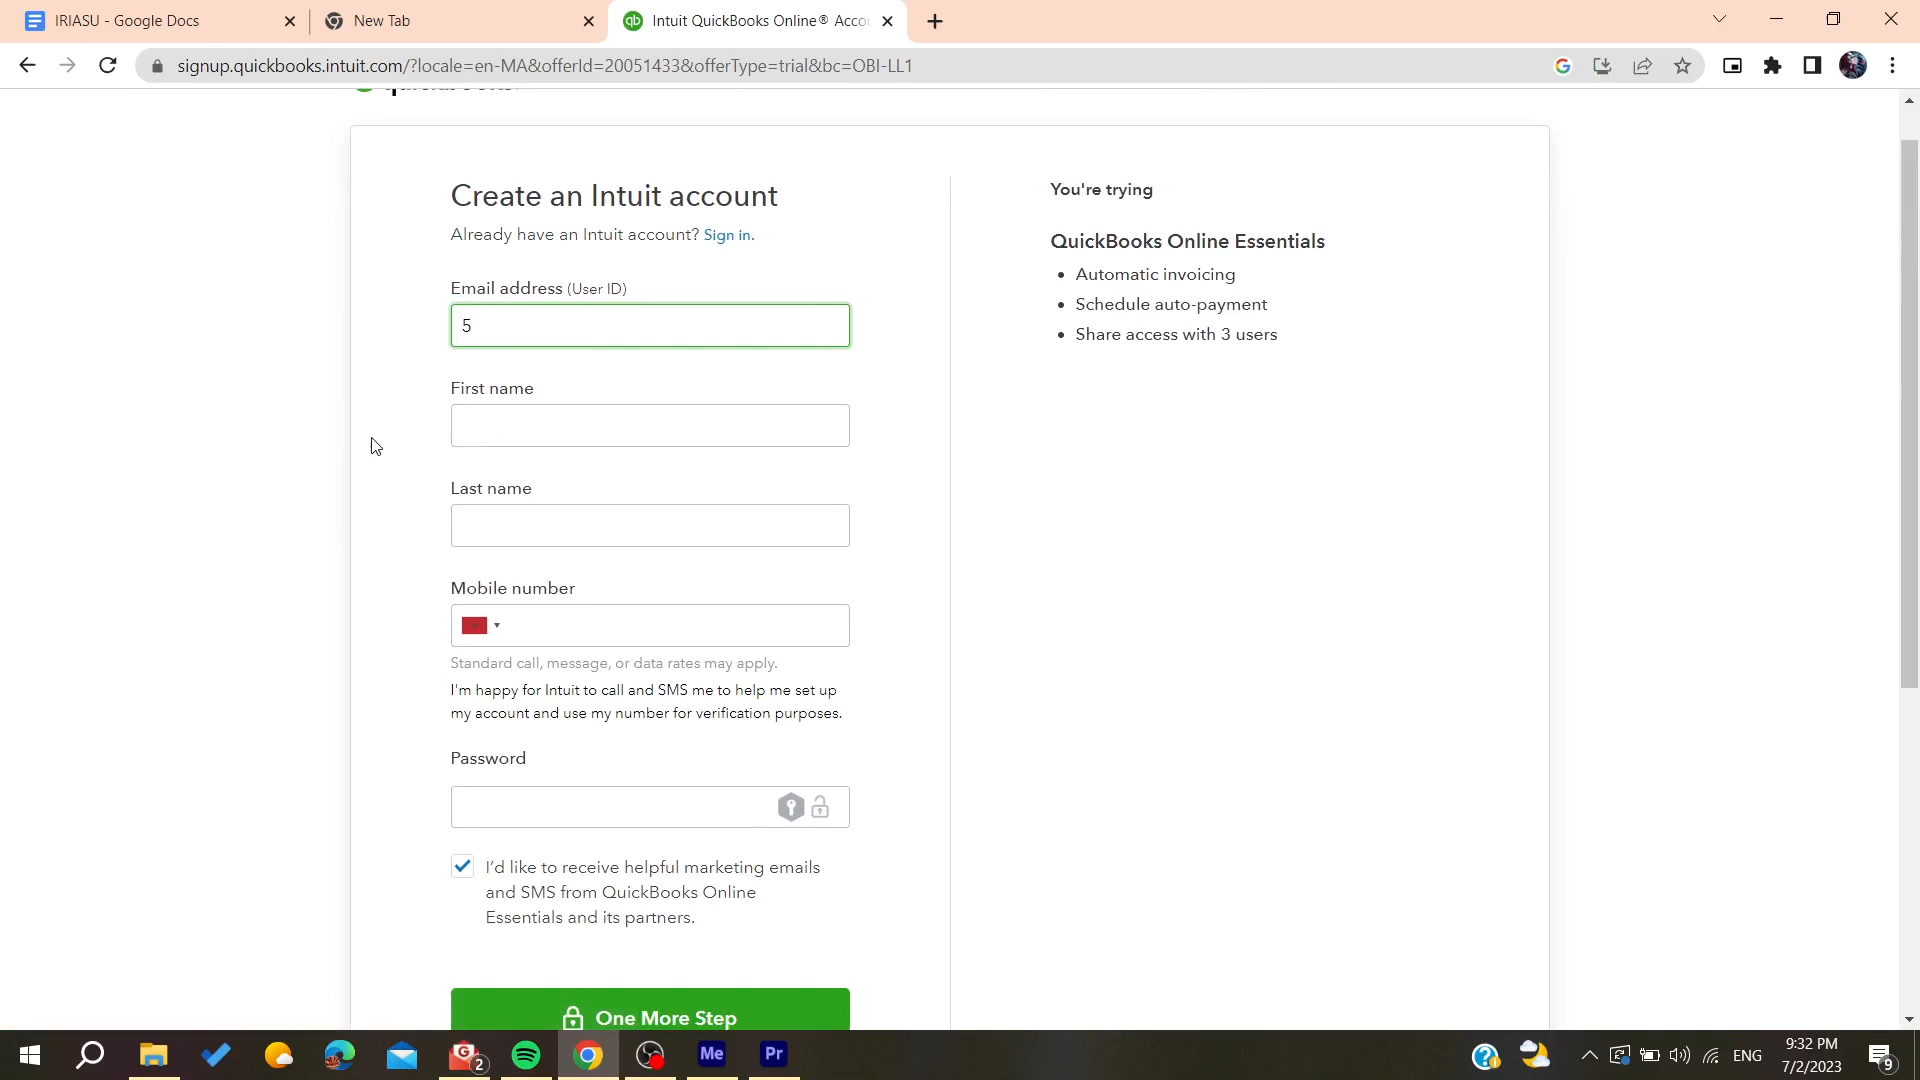 IRIASU - Google Docs
New Tab
Intuit QuickBooks Online® Accou
signup.quickbooks.intuit.com/?locale=en-MA&offerId=20051433&offerType=trial&bc=OBI-LL1
Create an Intuit account
Already have an Intuit account? Sign in.
Email address (User ID)
5
First name
Last name
Mobile number
Standard call, message, or data rates may apply.
I'm happy for Intuit to call and SMS me to help me set up
my account and use my number for verification purposes.
Password
I'd like to receive helpful marketing emails
and SMS from QuickBooks Online
Essentials and its partners.
One More Step
You're trying
QuickBooks Online Essentials
• Automatic invoicing
• Schedule auto-payment
• Share access with 3 users
2
Me
Pr
ENG
9:32 PM
7/2/2023
9